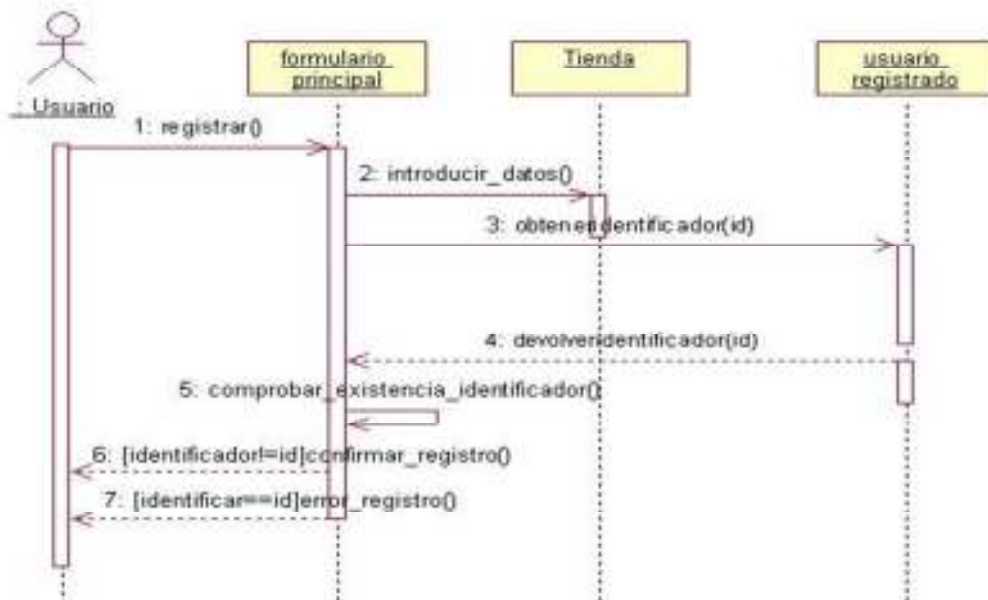 formulario
principal
Tienda
usuario
registrado
: Usuario
1: registrar()
2: introducir_datos()
3: obteneridentificador(id)
4: devolveridentificador(id)
5: comprobar_existencia_identificador()
6: [identificador!=id]confirmar_registro()
7: [identificar==id]error_registro()